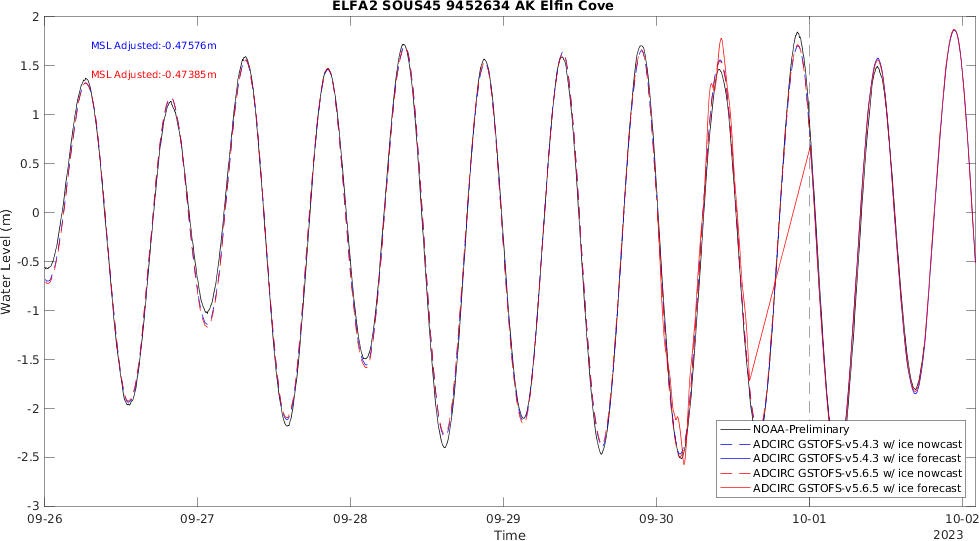 ELFA2 SOUS45 9452634 AK Elfin Cove
MSL Adjusted:-0.47576m
MSL Adjusted:-0.47385m
Water Level (m)
2
1.5
1
0.5
0
-0.5
-1
-1.5
-2
-2.5
-3
NOAA-Preliminary
ADCIRC GSTOFS-v5.4.3 w/ ice nowcast
ADCIRC GSTOFS-v5.4.3 w/ ice forecast
ADCIRC GSTOFS-v5.6.5 w/ ice nowcast
ADCIRC GSTOFS-v5.6.5 w/ ice forecast
09-26 09-27 09-28 09-29 09-30 10-01 10-02
Time
2023